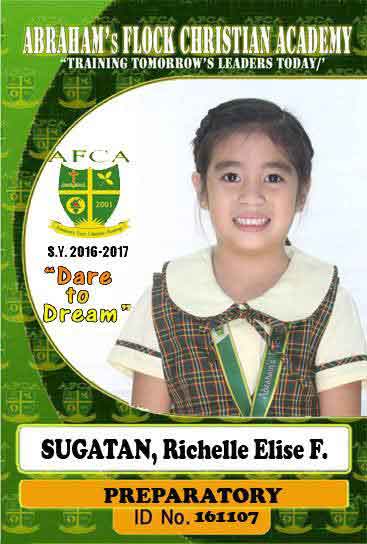 AFCA
ABRAHAM's FLOCK CHRISTIAN ACADEMY
"TRAINING TOMORROW'S LEADERS TODAY/'
AFCA
2001
S.Y. 2016-2017
"Dare
to
Dream"
SUGATAN, Richelle Elise F.
PREPARATORY
ID No. 161107